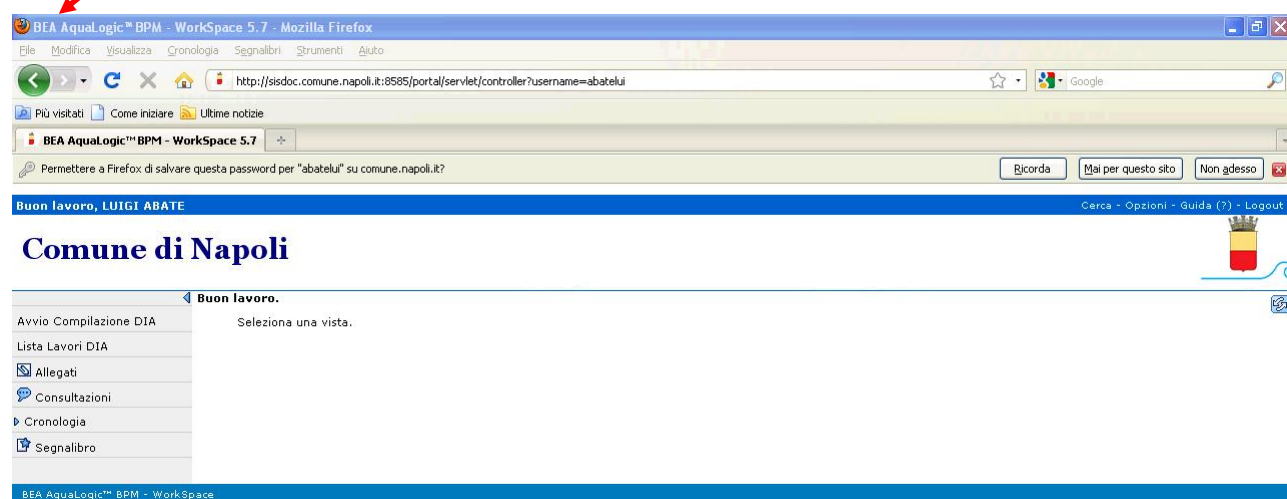 BEA AquaLogic™ BPM - WorkSpace 5.7 - Mozilla Firefox
File Modifica Visualizza Cronologia Segnalibri Strumenti Aiuto
http://sisdoc.comune.napoli.it:8585/portal/servlet/controller?username=abatelui
Google
Più visitati Come iniziare Ultime notizie
BEA AquaLogic™ BPM - WorkSpace 5.7
Permettere a Firefox di salvare questa password per "abatelui" su comune.napoli.it? Ricorda Mai per questo sito Non adesso
Buon lavoro, LUIGI ABATE Cerca - Opzioni - Guida (?) - Logout
Comune di Napoli
Buon lavoro.
Avvio Compilazione DIA Seleziona una vista.
Lista Lavori DIA
Allegati
Consultazioni
Cronologia
Segnalibro
BEA AquaLogic™ BPM - WorkSpace